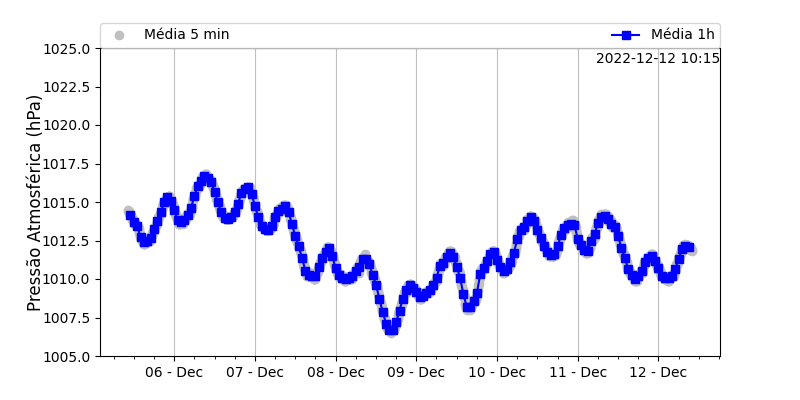 Média 5 min
Média 1h
2022-12-12 10:15
Pressão Atmosférica (hPa)
1025.0
1022.5
1020.0
1017.5
1015.0
1012.5
1010.0
1007.5
1005.0
06 - Dec
07 - Dec
08 - Dec
09 - Dec
10 - Dec
11 - Dec
12 - Dec